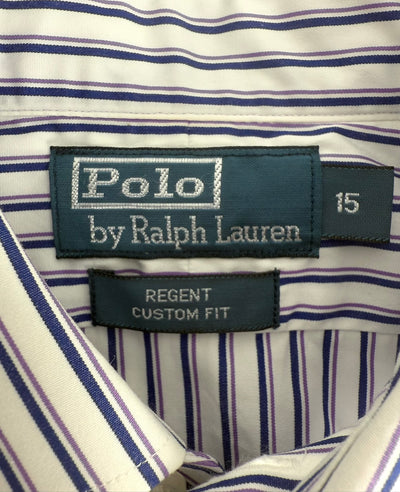 Polo
by Ralph Lauren
15
REGENT
CUSTOM FIT